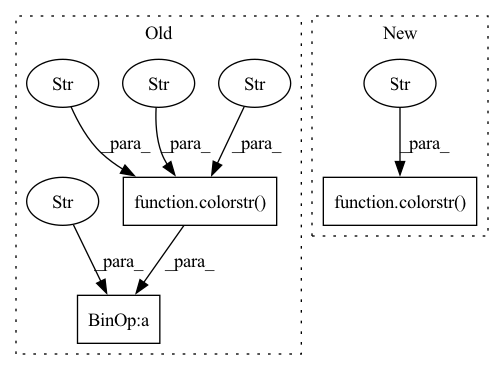 Old
New
Str
Str
Str
Str
_para_
_para_
_para_
_para_
Str
function.colorstr()
function.colorstr()
_para_
_para_
BinOp:a